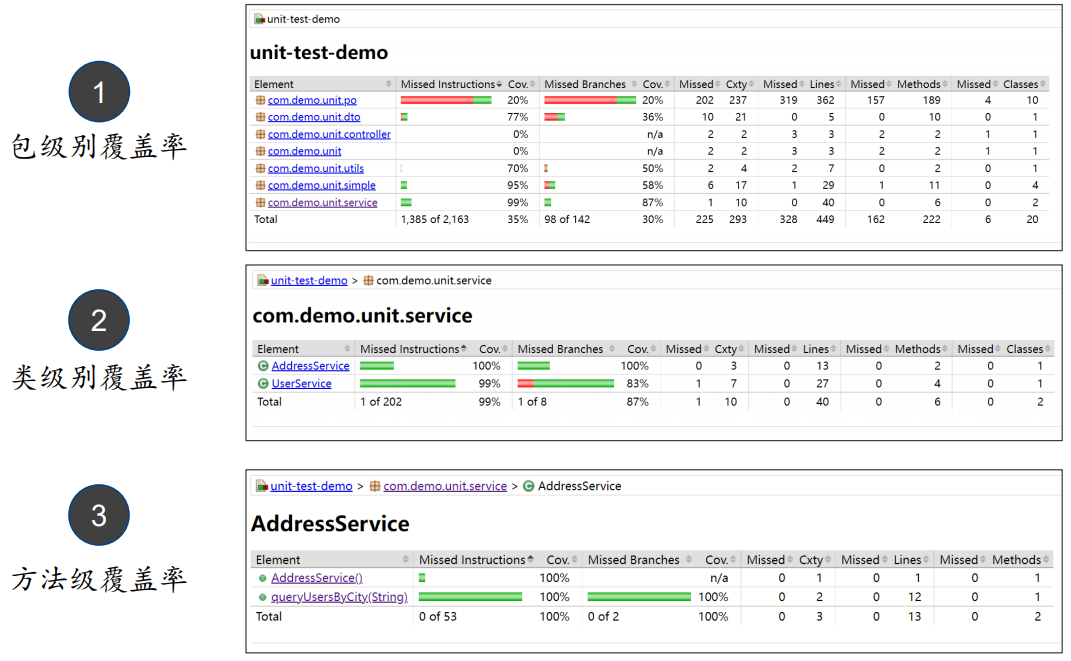 1
包级别覆盖率
unit-test-demo
unit-test-demo
Element Missed Instructions Cov. Missed Branches Cov. Missed Cxty Missed Lines Missed Methods Missed Classes
com.demo.unit.po 20% 20% 202 237 319 362 157 189 4 10
com.demo.unit.dto 77% 36% 10 21 0 5 0 10 0 1
com.demo.unit.controller 0% n/a 2 2 3 3 2 2 1 1
com.demo.unit 0% n/a 2 2 3 3 2 2 1 1
com.demo.unit.utils 70% 50% 2 4 2 7 0 2 0 1
com.demo.unit.simple 95% 58% 6 17 1 29 1 11 0 4
com.demo.unit.service 99% 87% 1 10 0 40 0 6 0 2
Total 1,385 of 2,163 35% 98 of 142 30% 225 293 328 449 162 222 6 20
2
类级别覆盖率
unit-test-demo > com.demo.unit.service
com.demo.unit.service
Element Missed Instructions Cov. Missed Branches Cov. Missed Cxty Missed Lines Missed Methods Missed Classes
AddressService 100% 100% 0 3 0 13 0 2 0 1
UserService 99% 83% 1 7 0 27 0 4 0 1
Total 1 of 202 99% 1 of 8 87% 1 10 0 40 0 6 0 2
3
方法级覆盖率
unit-test-demo > com.demo.unit.service > AddressService
AddressService
Element Missed Instructions Cov. Missed Branches Cov. Missed Cxty Missed Lines Missed Methods
AddressService() 100% n/a 0 1 0 1 0 1
queryUsersByCity(String) 100% 100% 0 2 0 12 0 1
Total 0 of 53 100% 0 of 2 100% 0 3 0 13 0 2